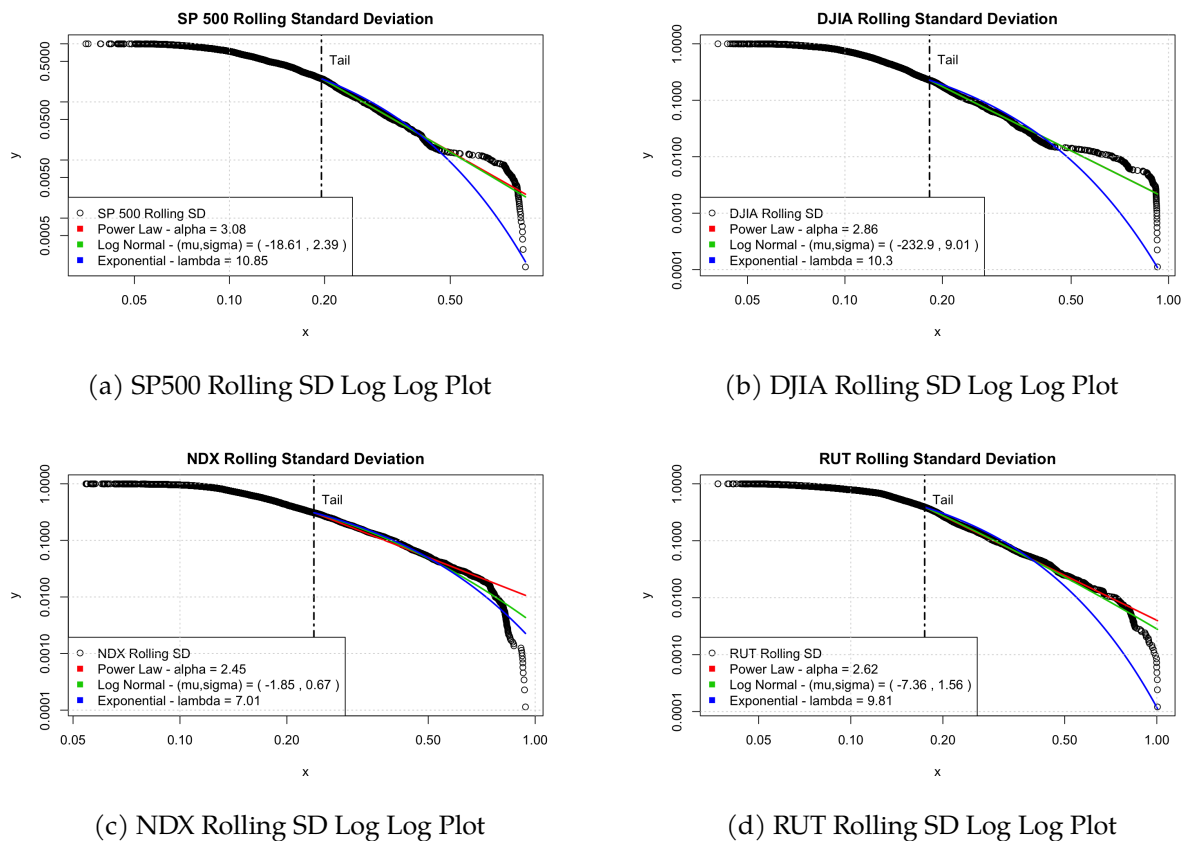 SP 500 Rolling Standard Deviation
0.5000
0.0500
0.0050
0.0005
y
Tail
SP 500 Rolling SD
Power Law - alpha = 3.08
Log Normal - (mu,sigma) = ( -18.61 , 2.39 )
Exponential - lambda = 10.85
0.05 0.10 0.20 0.50
x
(a) SP500 Rolling SD Log Log Plot
DJIA Rolling Standard Deviation
1.0000
0.1000
0.0100
0.0010
0.0001
y
Tail
DJIA Rolling SD
Power Law - alpha = 2.86
Log Normal - (mu,sigma) = ( -232.9 , 9.01 )
Exponential - lambda = 10.3
0.05 0.10 0.20 0.50 1.00
x
(b) DJIA Rolling SD Log Log Plot
NDX Rolling Standard Deviation
1.0000
0.1000
0.0100
0.0010
0.0001
y
Tail
NDX Rolling SD
Power Law - alpha = 2.45
Log Normal - (mu,sigma) = ( -1.85 , 0.67 )
Exponential - lambda = 7.01
0.05 0.10 0.20 0.50 1.00
x
(c) NDX Rolling SD Log Log Plot
RUT Rolling Standard Deviation
1.0000
0.1000
0.0100
0.0010
0.0001
y
Tail
RUT Rolling SD
Power Law - alpha = 2.62
Log Normal - (mu,sigma) = ( -7.36 , 1.56 )
Exponential - lambda = 9.81
0.05 0.10 0.20 0.50 1.00
x
(d) RUT Rolling SD Log Log Plot